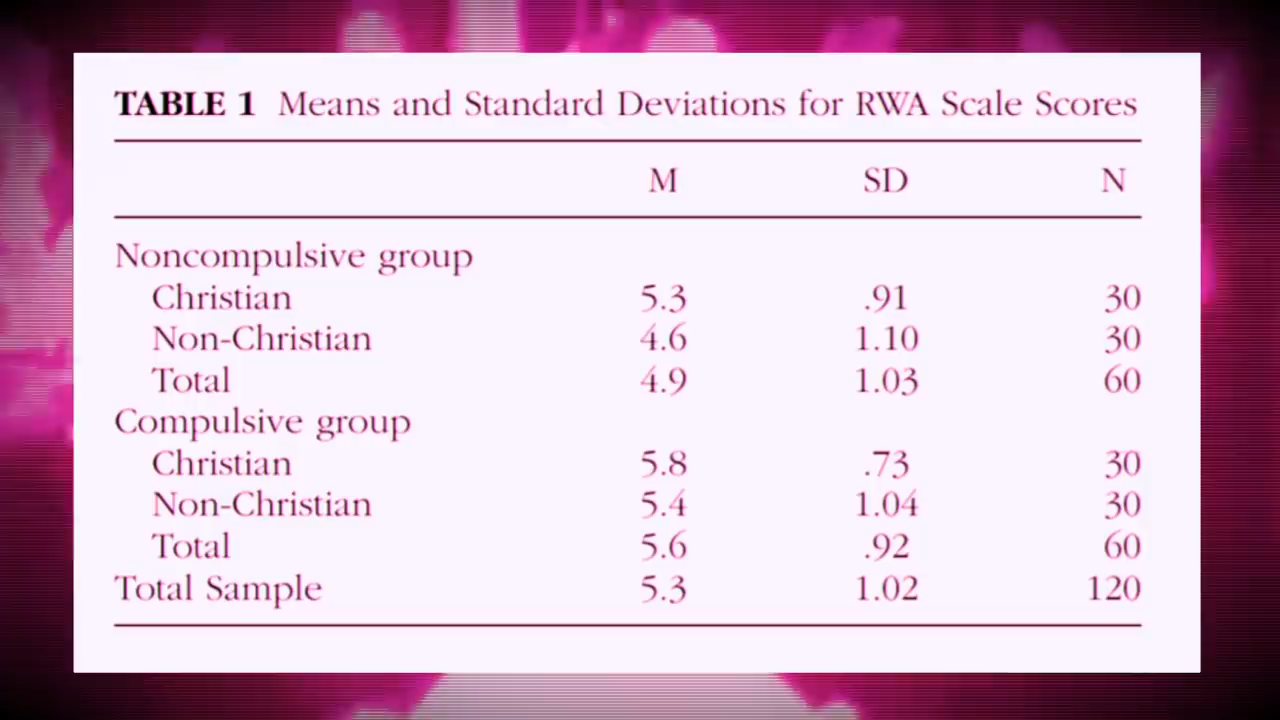 TABLE 1 Means and Standard Deviations for RWA Scale Scores
M SD N
Noncompulsive group
Christian 5.3 .91 30
Non-Christian 4.6 1.10 30
Total 4.9 1.03 60
Compulsive group
Christian 5.8 .73 30
Non-Christian 5.4 1.04 30
Total 5.6 .92 60
Total Sample 5.3 1.02 120